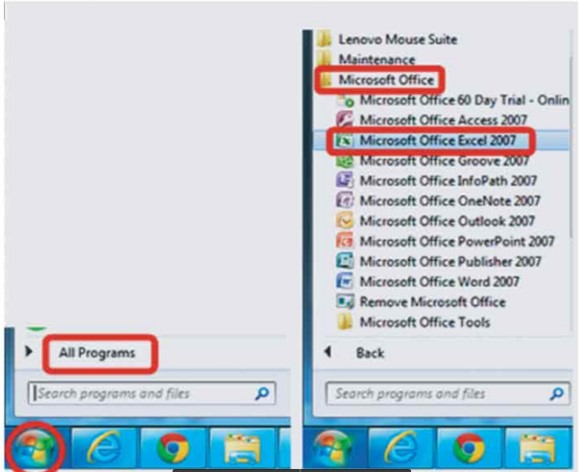 All Programs
Search programs and files
Lenovo Mouse Suite
Maintenance
Microsoft Office
Microsoft Office 60 Day Trial - Onlin
Microsoft Office Access 2007
Microsoft Office Excel 2007
Microsoft Office Groove 2007
Microsoft Office InfoPath 2007
Microsoft Office OneNote 2007
Microsoft Office Outlook 2007
Microsoft Office PowerPoint 2007
Microsoft Office Publisher 2007
Microsoft Office Word 2007
Remove Microsoft Office
Microsoft Office Tools
Back
Search programs and files